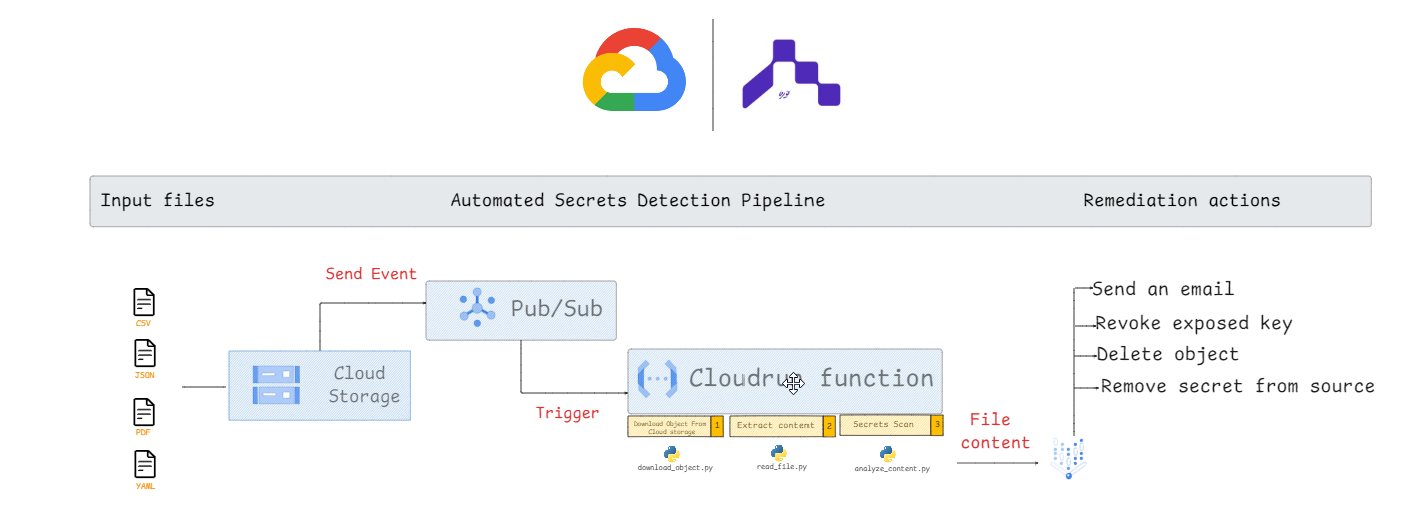 Input files
Automated Secrets Detection Pipeline
Remediation actions
Send Event
CSV
JSON
PDF
YAML
Cloud
Storage
Pub/Sub
Trigger
Cloudrun function
Download Object From
Cloud storage
1
Extract content
2
Secrets Scan
3
download_object.py
read_file.py
analyze_content.py
File
content
Send an email
Revoke exposed key
Delete object
Remove secret from source